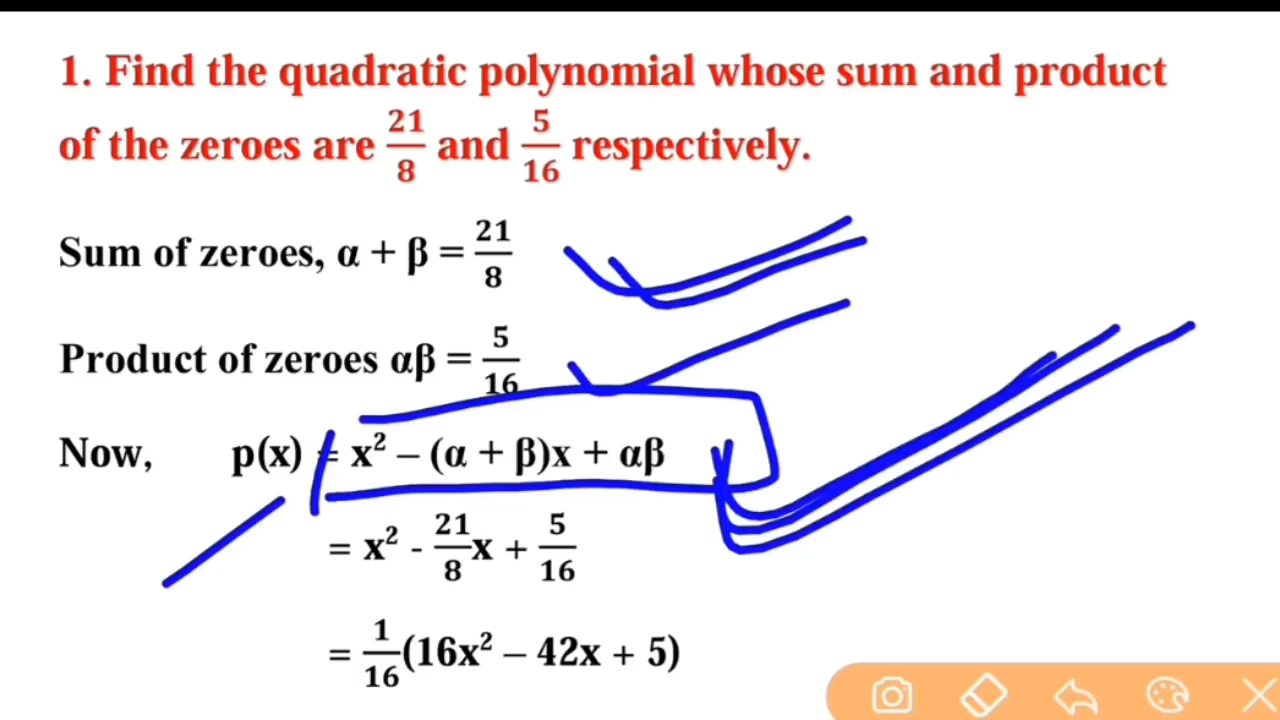 1. Find the quadratic polynomial whose sum and product
of the zeroes are 21/8 and 5/16 respectively.
Sum of zeroes, α + β = 21/8
Product of zeroes αβ = 5/16
Now, p(x) = x² – (α + β)x + αβ
= x² - 21/8 x + 5/16
= 1/16 (16x² – 42x + 5)